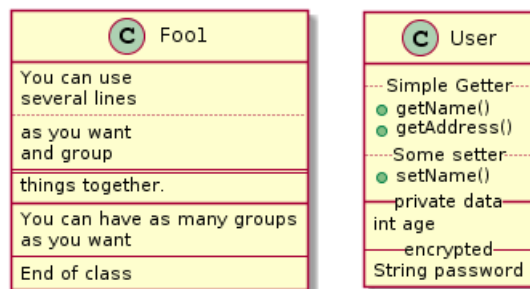 C Foo1
You can use
several lines
as you want
and group
things together.
You can have as many groups
as you want
End of class
C User
Simple Getter
getName()
getAddress()
Some setter
setName()
private data
int age
encrypted
String password